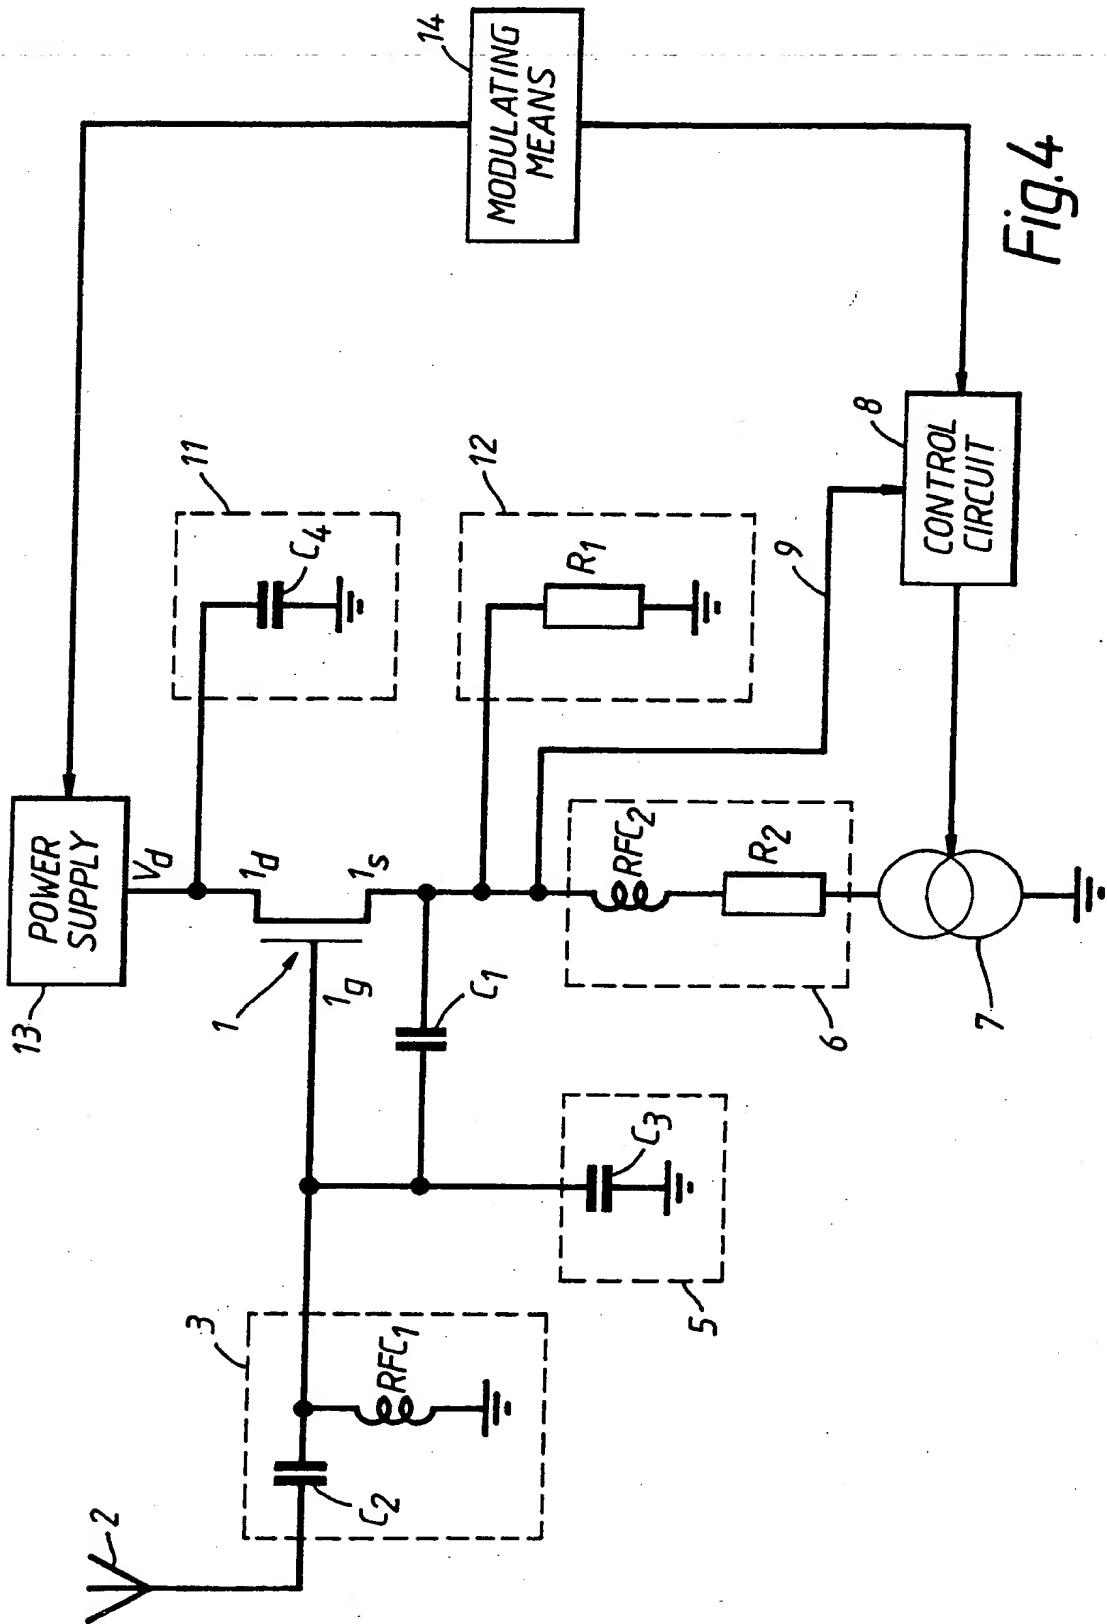 13
POWER
SUPPLY
Vd
1
1d
1s
1g
C1
C2
2
3
RFC1
5
C3
6
RFC2
R2
7
11
C4
12
R1
9
8
CONTROL
CIRCUIT
14
MODULATING
MEANS
Fig.4